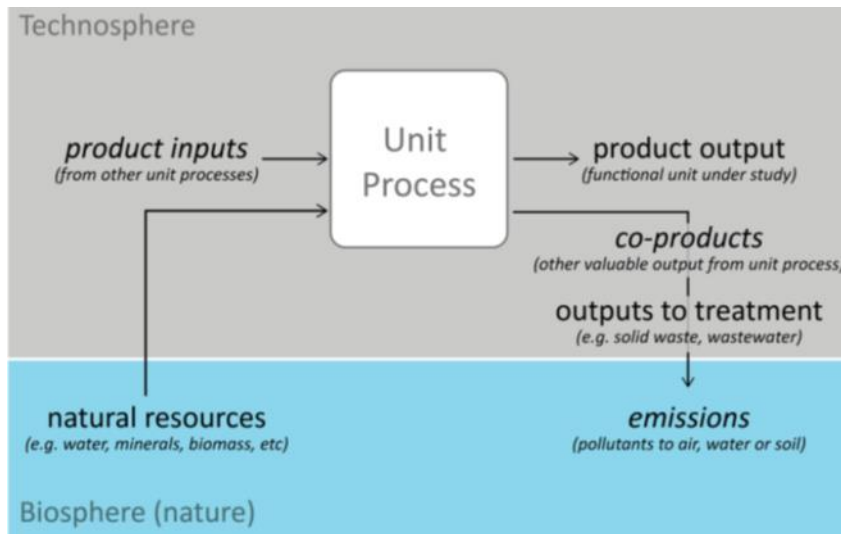 Technosphere
Unit
Process
product inputs
(from other unit processes)
product output
(functional unit under study)
co-products
(other valuable output from unit process,
outputs to treatment
(e.g. solid waste, wastewater)
natural resources
(e.g. water, minerals, biomass, etc)
emissions
(pollutants to air, water or soil)
Biosphere (nature)